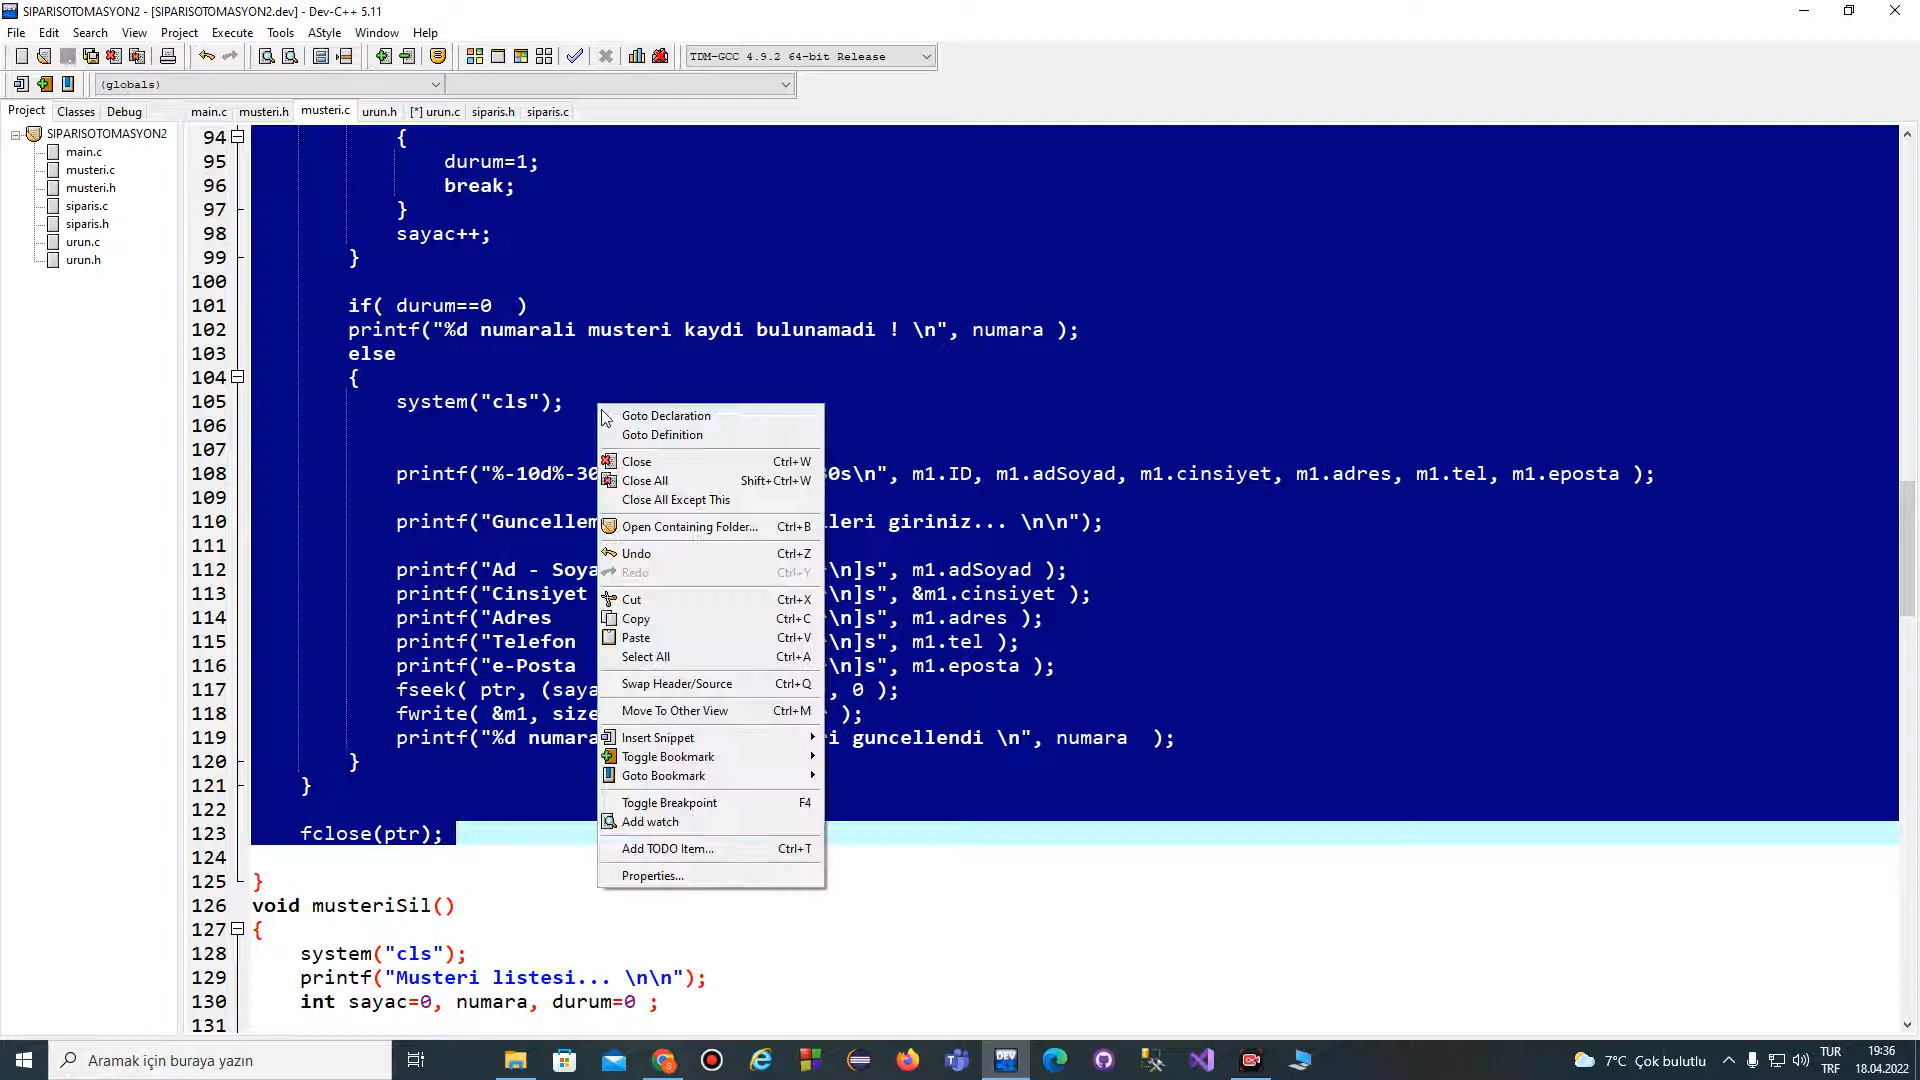 SIPARISOTOMASYON2 - [SIPARISOTOMASYON2.dev] - Dev-C++ 5.11
File Edit Search View Project Execute Tools AStyle Window Help
TDM-GCC 4.9.2 64-bit Release
(globals)
Project Classes Debug
main.c musteri.h musteri.c urun.h [*] urun.c siparis.h siparis.c
SIPARISOTOMASYON2
main.c
musteri.c
musteri.h
siparis.c
siparis.h
urun.c
urun.h
94 {
95 durum=1;
96 break;
97 }
98 sayac++;
99 }
100
101 if( durum==0 )
102 printf("%d numarali musteri kaydi bulunamadi ! \n", numara );
103 else
104 {
105 system("cls");
106
107
108 printf("%-10d%-30 0s\n", m1.ID, m1.adSoyad, m1.cinsiyet, m1.adres, m1.tel, m1.eposta );
109
110 printf("Guncellem leri giriniz... \n\n");
111
112 printf("Ad - Soya \n]s", m1.adSoyad );
113 printf("Cinsiyet \n]s", &m1.cinsiyet );
114 printf("Adres \n]s", m1.adres );
115 printf("Telefon \n]s", m1.tel );
116 printf("e-Posta \n]s", m1.eposta );
117 fseek( ptr, (saya , 0 );
118 fwrite( &m1, size );
119 printf("%d numara i guncellendi \n", numara );
120 }
121 }
122
123 fclose(ptr);
124
125 }
126 void musteriSil()
127 {
128 system("cls");
129 printf("Musteri listesi... \n\n");
130 int sayac=0, numara, durum=0 ;
131
Goto Declaration
Goto Definition
Close Ctrl+W
Close All Shift+Ctrl+W
Close All Except This
Open Containing Folder... Ctrl+B
Undo Ctrl+Z
Redo Ctrl+Y
Cut Ctrl+X
Copy Ctrl+C
Paste Ctrl+V
Select All Ctrl+A
Swap Header/Source Ctrl+Q
Move To Other View Ctrl+M
Insert Snippet
Toggle Bookmark
Goto Bookmark
Toggle Breakpoint F4
Add watch
Add TODO Item... Ctrl+T
Properties...
Aramak için buraya yazın
DEV
7°C Çok bulutlu
TUR
TRF
19:36
18.04.2022